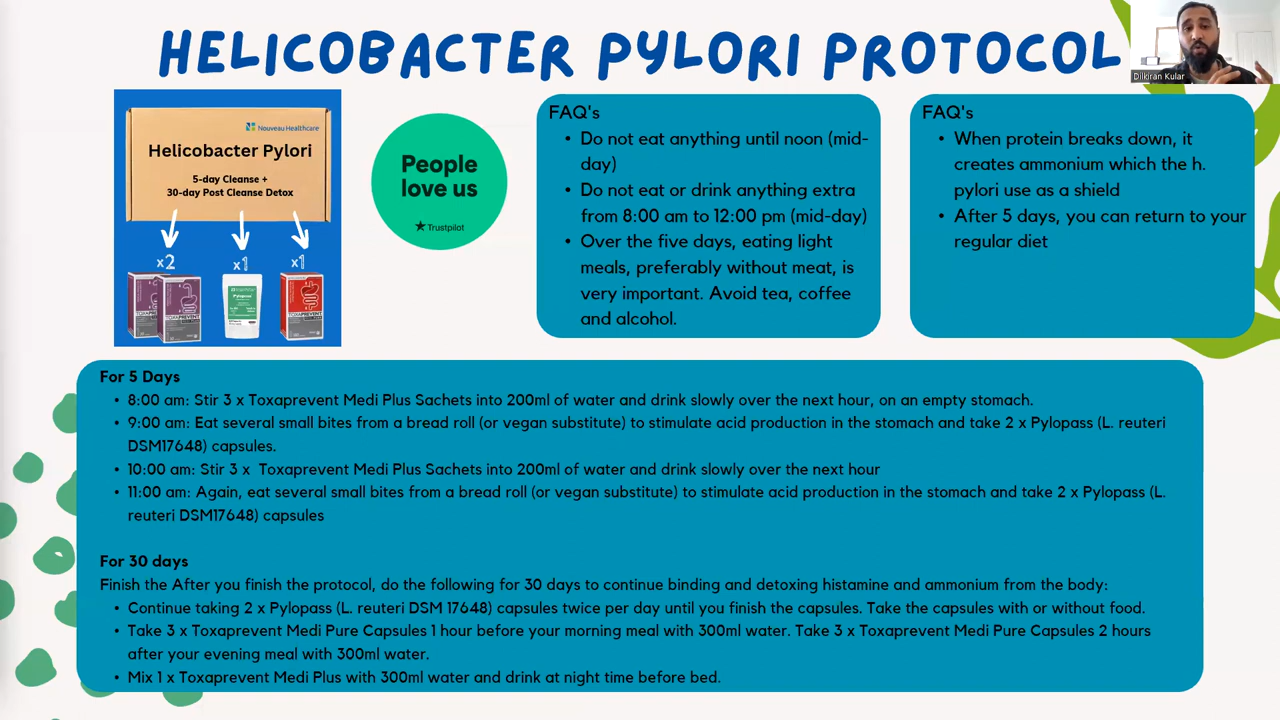 HELICOBACTER PYLORI PROTOCOL
Dilkiran Kular
Nouveau Healthcare
Helicobacter Pylori
5-day Cleanse +
30-day Post Cleanse Detox
x2
x1
x1
TOXAPREVENT
Pylopass
TOXAPREVENT
People
love us
Trustpilot
FAQ's
• Do not eat anything until noon (mid-
day)
• Do not eat or drink anything extra
from 8:00 am to 12:00 pm (mid-day)
• Over the five days, eating light
meals, preferably without meat, is
very important. Avoid tea, coffee
and alcohol.
FAQ's
• When protein breaks down, it
creates ammonium which the h.
pylori use as a shield
• After 5 days, you can return to your
regular diet
For 5 Days
• 8:00 am: Stir 3 x Toxaprevent Medi Plus Sachets into 200ml of water and drink slowly over the next hour, on an empty stomach.
• 9:00 am: Eat several small bites from a bread roll (or vegan substitute) to stimulate acid production in the stomach and take 2 x Pylopass (L. reuteri
DSM17648) capsules.
• 10:00 am: Stir 3 x  Toxaprevent Medi Plus Sachets into 200ml of water and drink slowly over the next hour
• 11:00 am: Again, eat several small bites from a bread roll (or vegan substitute) to stimulate acid production in the stomach and take 2 x Pylopass (L.
reuteri DSM17648) capsules
For 30 days
Finish the After you finish the protocol, do the following for 30 days to continue binding and detoxing histamine and ammonium from the body:
• Continue taking 2 x Pylopass (L. reuteri DSM 17648) capsules twice per day until you finish the capsules. Take the capsules with or without food.
• Take 3 x Toxaprevent Medi Pure Capsules 1 hour before your morning meal with 300ml water. Take 3 x Toxaprevent Medi Pure Capsules 2 hours
after your evening meal with 300ml water.
• Mix 1 x Toxaprevent Medi Plus with 300ml water and drink at night time before bed.